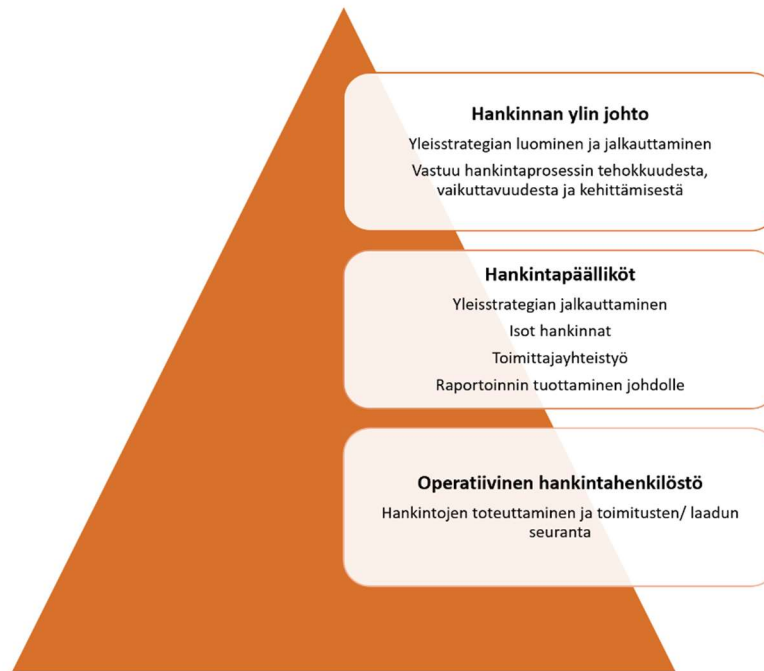 Hankinnan ylin johto
Yleisstrategian luominen ja jalkauttaminen
Vastuu hankintaprosessin tehokkuudesta,
vaikuttavuudesta ja kehittämisestä
Hankintapäälliköt
Yleisstrategian jalkauttaminen
Isot hankinnat
Toimittajayhteistyö
Raportoinnin tuottaminen johdolle
Operatiivinen hankintahenkilöstö
Hankintojen toteuttaminen ja toimitusten/ laadun
seuranta